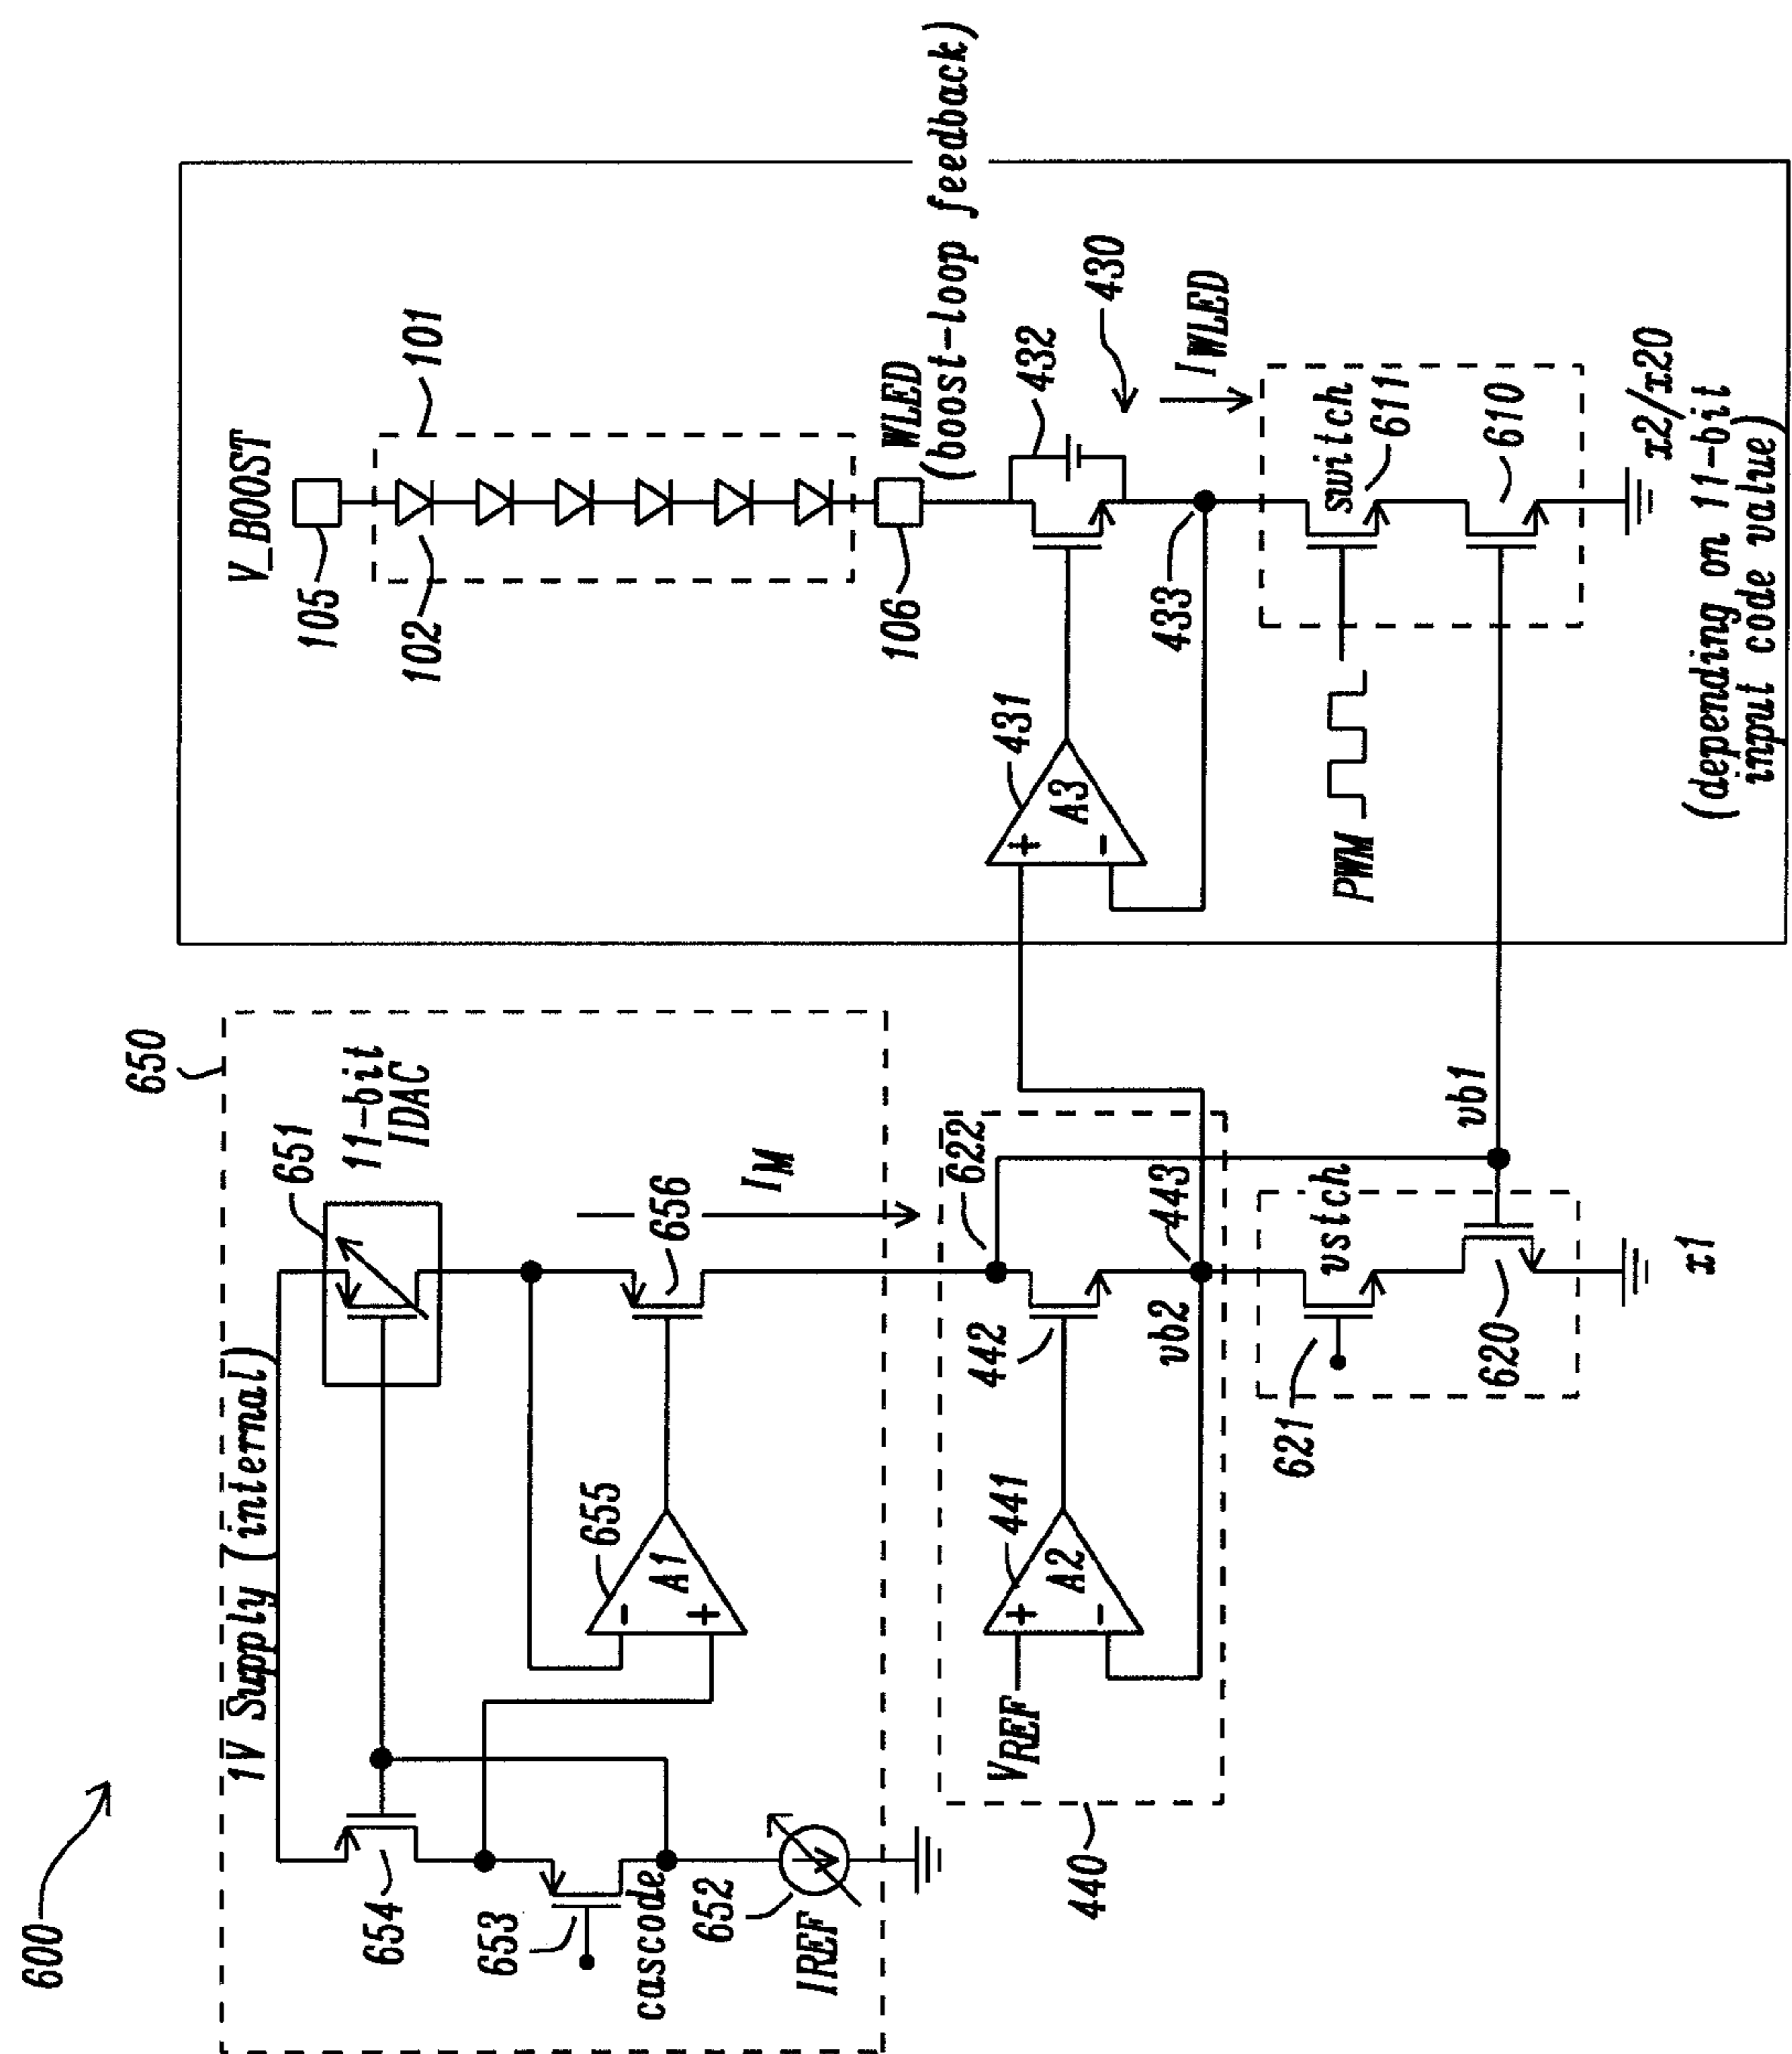 600
650
1V Supply (internal)
651
11-bit
IDAC
654
653
cascode
652
IREF
655
A1
-
+
656
IM
VREF
441
A2
+
-
440
442
622
vb2
443
621
vstch
620
x1
vb1
V_BOOST
105
101
102
106
WLED
(boost-loop feedback)
431
A3
+
-
432
430
433
IWLED
PWM
switch
611
610
x2/x20
(depending on 11-bit
input code value)